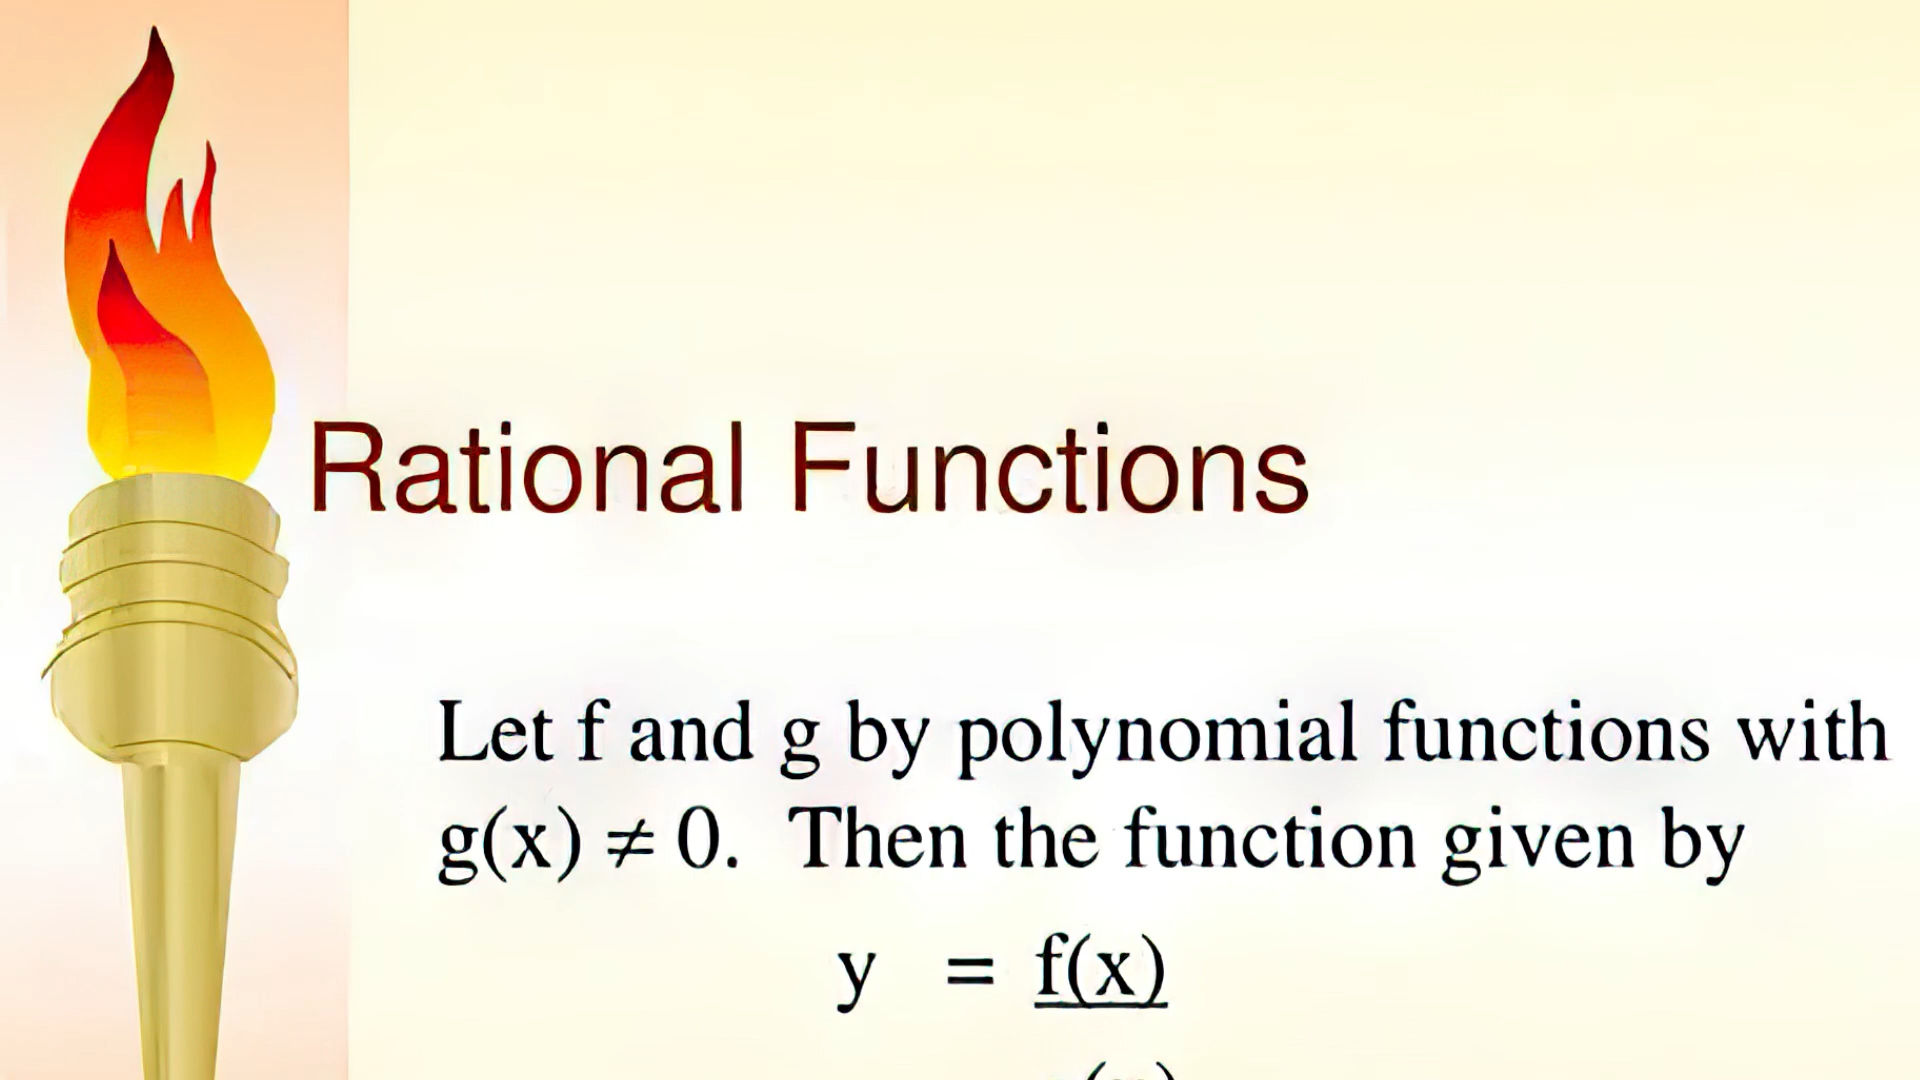 Rational Functions
Let f and g by polynomial functions with
g(x) ≠ 0. Then the function given by
y = f(x)